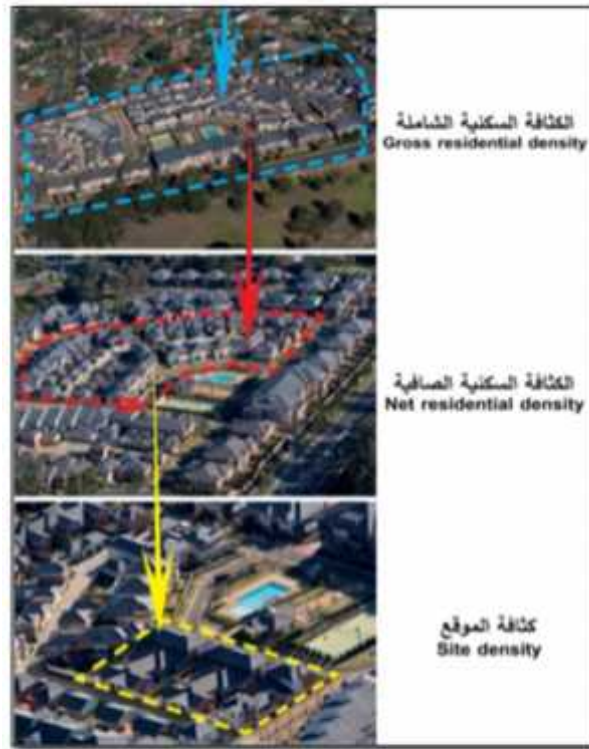 الكثافة السكنية الشاملة
Gross residential density
الكثافة السكنية الصافية
Net residential density
كثافة الموقع
Site density